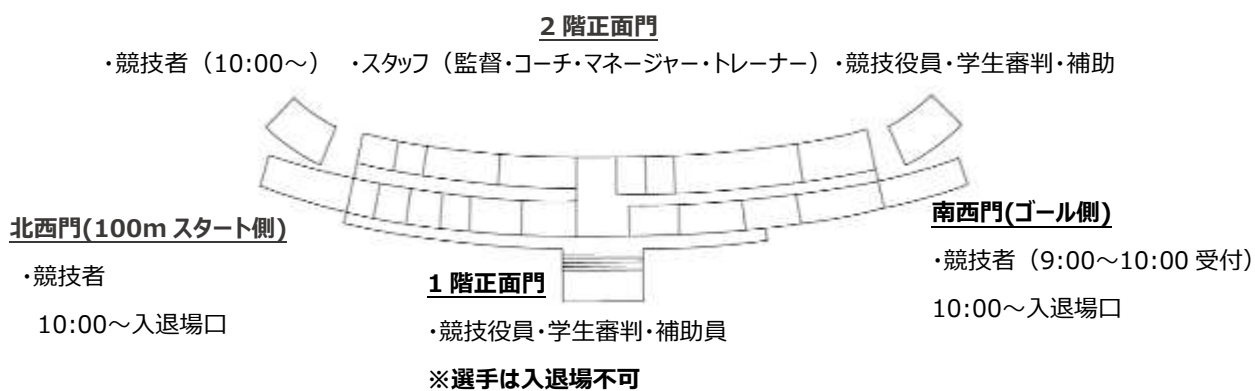 2 階正面門
・競技者（10:00～） ・スタッフ（監督・コーチ・マネージャー・トレーナー）・競技役員・学生審判・補助
北西門(100m スタート側)
・競技者
10:00～入退場口
1 階正面門
・競技役員・学生審判・補助員
※選手は入退場不可
南西門(ゴール側)
・競技者（9:00～10:00 受付）
10:00～入退場口